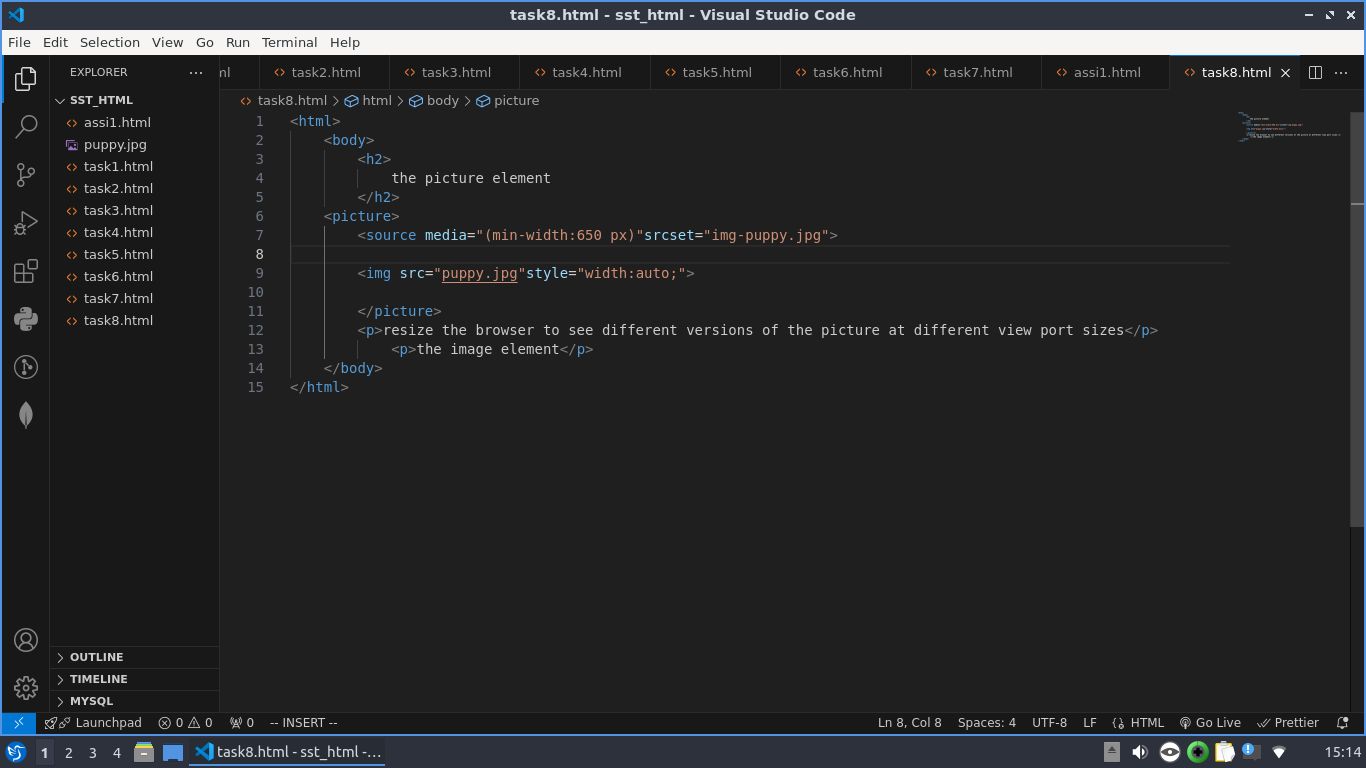 task8.html - sst_html - Visual Studio Code
File Edit Selection View Go Run Terminal Help
EXPLORER
SST_HTML
assi1.html
puppy.jpg
task1.html
task2.html
task3.html
task4.html
task5.html
task6.html
task7.html
task8.html
OUTLINE
TIMELINE
MYSQL
ml task2.html task3.html task4.html task5.html task6.html task7.html assi1.html task8.html
task8.html > html > body > picture
1 <html>
2 <body>
3 <h2>
4 the picture element
5 </h2>
6 <picture>
7 <source media="(min-width:650 px)"srcset="img-puppy.jpg">
8
9 <img src="puppy.jpg"style="width:auto;">
10
11 </picture>
12 <p>resize the browser to see different versions of the picture at different view port sizes</p>
13 <p>the image element</p>
14 </body>
15 </html>
Launchpad 0 0 0 -- INSERT -- Ln 8, Col 8 Spaces: 4 UTF-8 LF HTML Go Live Prettier
1 2 3 4 task8.html - sst_html -... 15:14